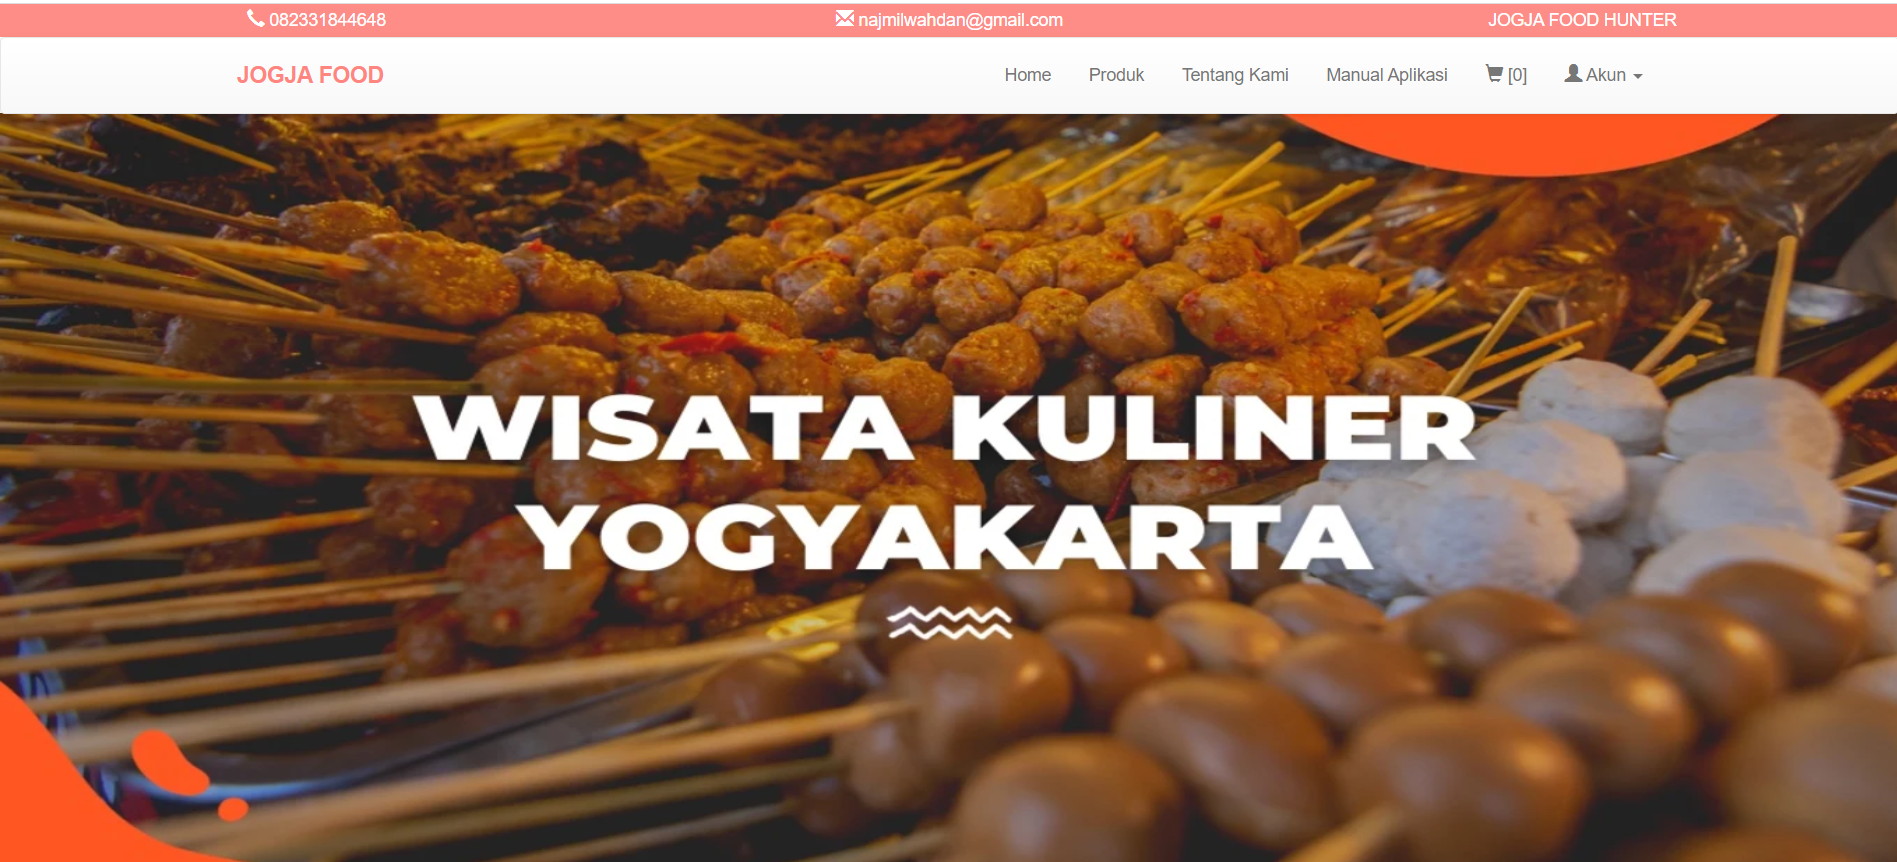 082331844648
najmilwahdan@gmail.com
JOGJA FOOD HUNTER
JOGJA FOOD
Home
Produk
Tentang Kami
Manual Aplikasi
[0]
Akun
WISATA KULINER
YOGYAKARTA